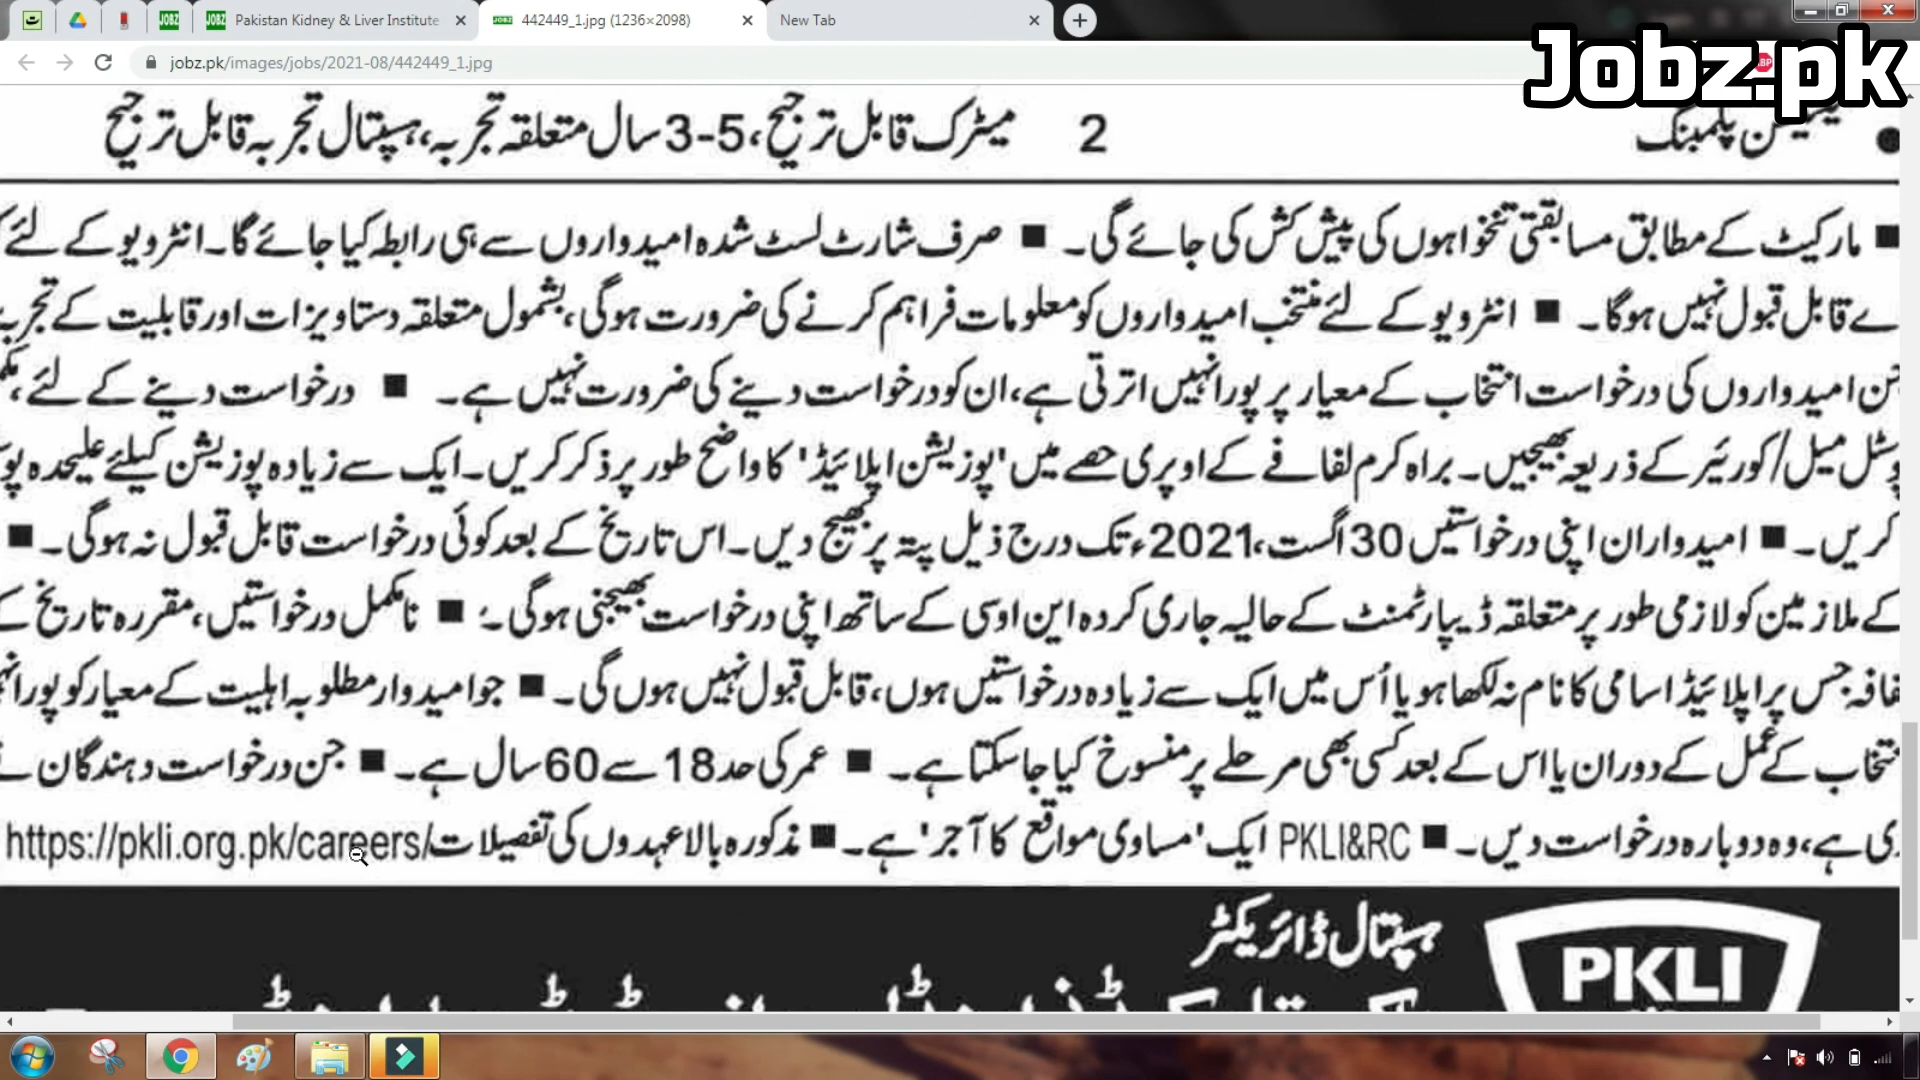 Pakistan Kidney & Liver Institute
442449_1.jpg (1236×2098)
New Tab
jobz.pk/images/jobs/2021-08/442449_1.jpg
Jobz.pk
پلمبنگ 2 میٹرک قابل ترجیح، 5-3 سال متعلقہ تجربہ، ہسپتال تجربہ قابل ترجیح
■ مارکیٹ کے مطابق مسابقتی تنخواہوں کی پیش کش کی جائے گی۔ ■ صرف شارٹ لسٹ شدہ امیدواروں سے ہی رابطہ کیا جائے گا۔ انٹرویو کے لئے
قابل قبول نہیں ہوگا۔ ■ انٹرویو کے لئے منتخب امیدواروں کو معلومات فراہم کرنے کی ضرورت ہوگی، بشمول متعلقہ دستاویزات اور قابلیت کے
امیدواروں کی درخواست انتخاب کے معیار پر پورا نہیں اترتی ہے، ان کو درخواست دینے کی ضرورت نہیں ہے۔ ■ درخواست دینے کے لئے،
میل/کورئیر کے ذریعہ بھیجیں۔ براہ کرم لفافے کے اوپری حصے میں 'پوزیشن اپلائیڈ' کا واضح طور پر ذکر کریں۔ ایک سے زیادہ پوزیشن کیلئے علیحدہ
کریں۔ ■ امیدواران اپنی درخواستیں 30 اگست، 2021ء تک درج ذیل پتہ پر بھیج دیں۔ اس تاریخ کے بعد کوئی درخواست قابل قبول نہ ہوگی۔ ■
کے ملازمین کو لازمی طور پر متعلقہ ڈیپارٹمنٹ کے حالیہ جاری کردہ این او سی کے ساتھ اپنی درخواست بھیجنی ہوگی۔ ■ نامکمل درخواستیں، مقررہ تاریخ
جس پر اپلائیڈ اسامی کا نام نہ لکھا ہو یا اُس میں ایک سے زیادہ درخواستیں ہوں، قابل قبول نہیں ہوں گی۔ ■ جو امیدوار مطلوبہ اہلیت کے معیار کو پورا
کے عمل کے دوران یا اس کے بعد کسی بھی مرحلے پر منسوخ کیا جا سکتا ہے۔ ■ عمر کی حد 18 سے 60 سال ہے۔ ■ جن درخواست دہندگان
ہے، وہ دوبارہ درخواست دیں۔ ■ PKLI&RC ایک 'مساوی مواقع کا آجر' ہے۔ ■ مذکورہ بالا عہدوں کی تفصیلات https://pkli.org.pk/careers/
ہسپتال ڈائریکٹر
PKLI